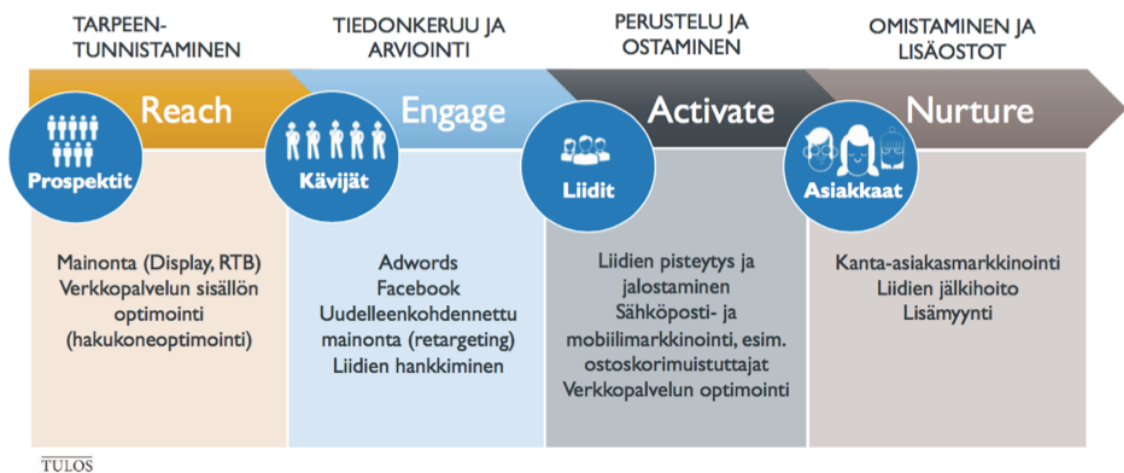 TARPEEN-
TUNNISTAMINEN
TIEDONKERUU JA
ARVIOINTI
PERUSTELU JA
OSTAMINEN
OMISTAMINEN JA
LISÄOSTOT
Reach
Engage
Activate
Nurture
Prospektit
Kävijät
Liidit
Asiakkaat
Mainonta (Display, RTB)
Verkkopalvelun sisällön
optimointi
(hakukoneoptimointi)
Adwords
Facebook
Uudelleenkohdennettu
mainonta (retargeting)
Liidien hankkiminen
Liidien pisteytys ja
jalostaminen
Sähköposti- ja
mobiilimarkkinointi, esim.
ostoskorimuistuttajat
Verkkopalvelun optimointi
Kanta-asiakasmarkkinointi
Liidien jälkihoito
Lisämyynti
TULOS